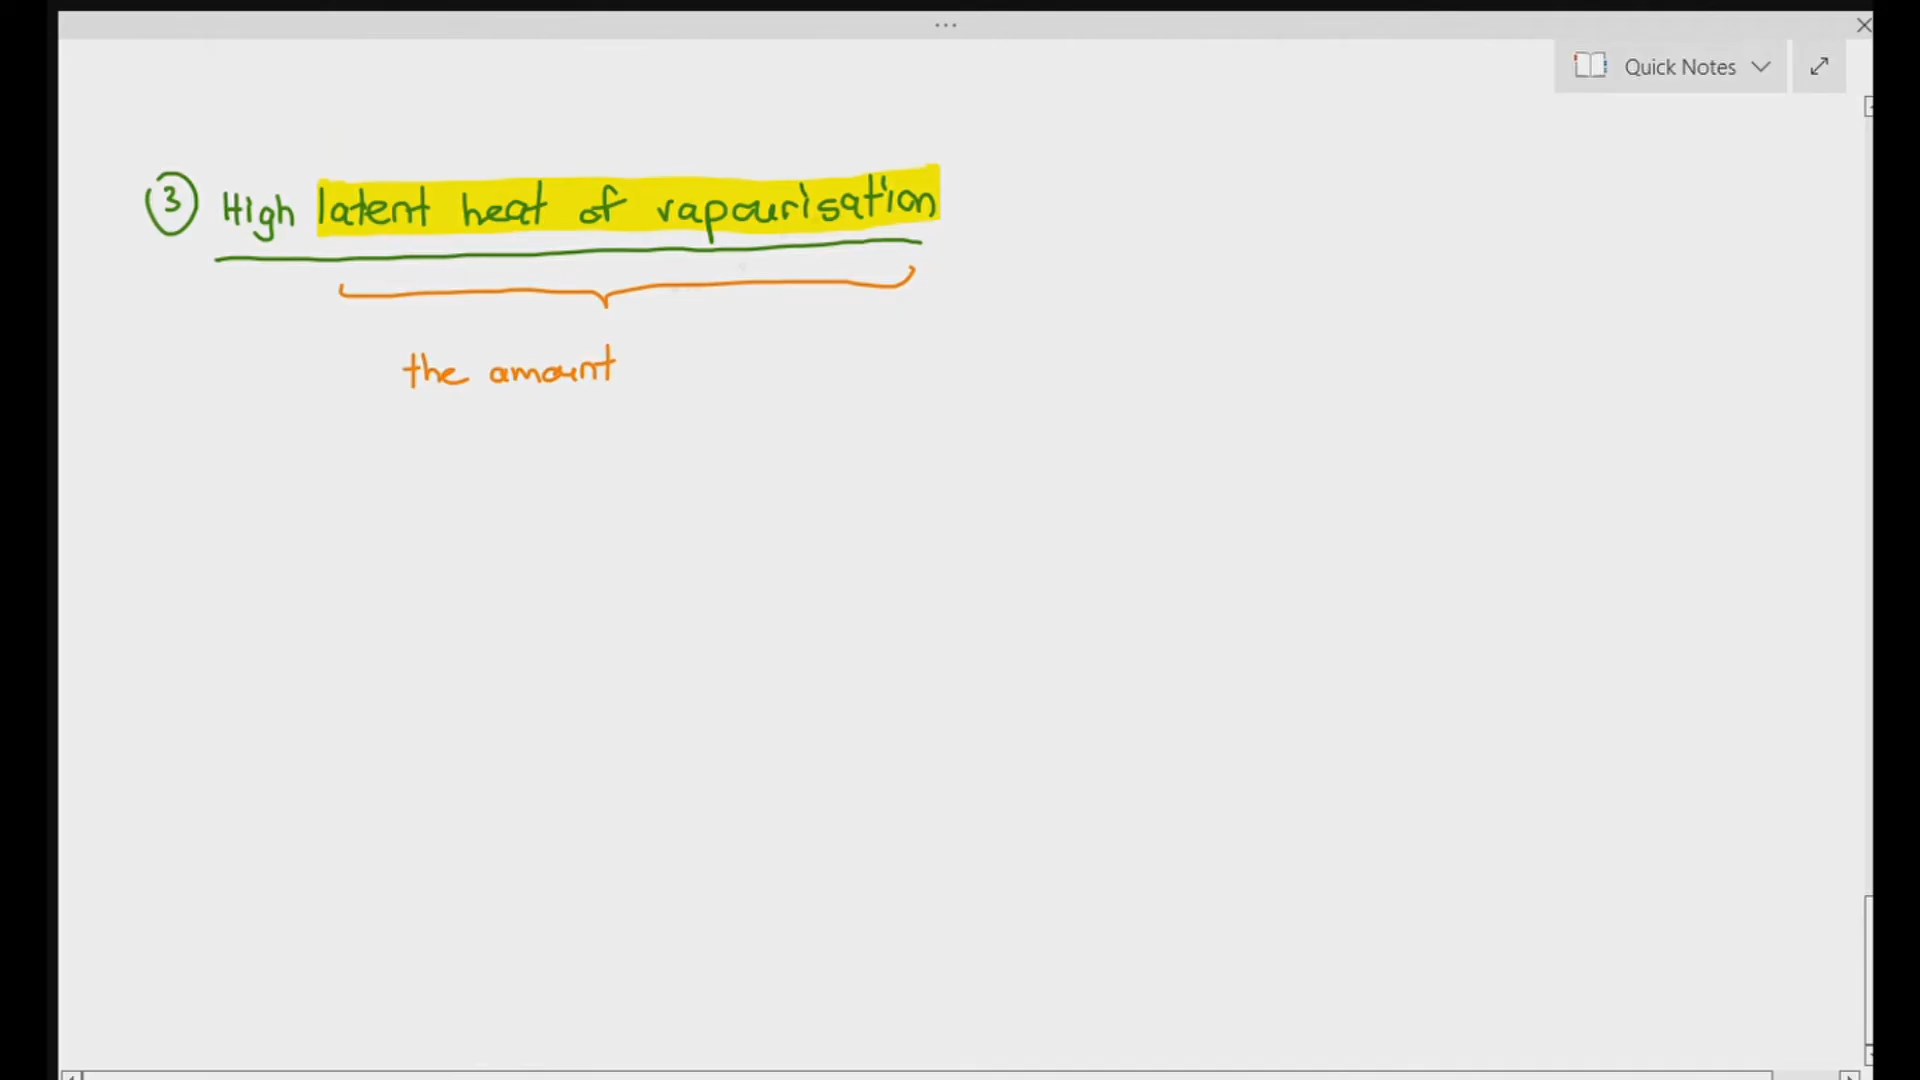 ...
Quick Notes
③ High latent heat of vapourisation
the amount